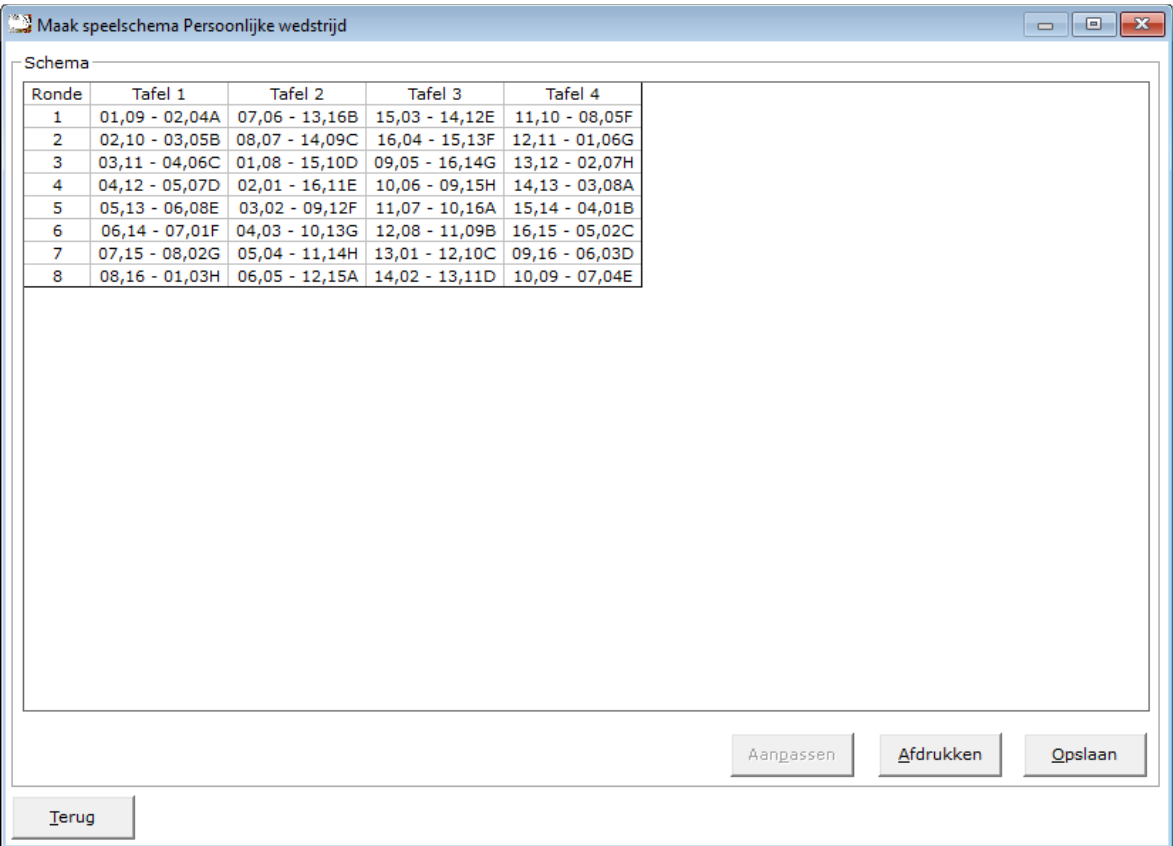 Maak speelschema Persoonlijke wedstrijd
Schema
Ronde Tafel 1 Tafel 2 Tafel 3 Tafel 4
1 01,09 - 02,04A 07,06 - 13,16B 15,03 - 14,12E 11,10 - 08,05F
2 02,10 - 03,05B 08,07 - 14,09C 16,04 - 15,13F 12,11 - 01,06G
3 03,11 - 04,06C 01,08 - 15,10D 09,05 - 16,14G 13,12 - 02,07H
4 04,12 - 05,07D 02,01 - 16,11E 10,06 - 09,15H 14,13 - 03,08A
5 05,13 - 06,08E 03,02 - 09,12F 11,07 - 10,16A 15,14 - 04,01B
6 06,14 - 07,01F 04,03 - 10,13G 12,08 - 11,09B 16,15 - 05,02C
7 07,15 - 08,02G 05,04 - 11,14H 13,01 - 12,10C 09,16 - 06,03D
8 08,16 - 01,03H 06,05 - 12,15A 14,02 - 13,11D 10,09 - 07,04E
Aanpassen Afdrukken Opslaan
Terug